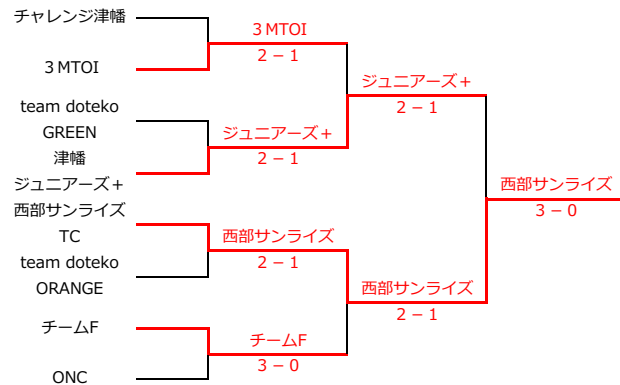 チャレンジ津幡
３MTOI
team doteko
GREEN
津幡
ジュニアーズ＋
西部サンライズ
TC
team doteko
ORANGE
チームF
ONC
３MTOI
２－１
ジュニアーズ＋
２－１
西部サンライズ
２－１
チームF
３－０
ジュニアーズ＋
２－１
西部サンライズ
２－１
西部サンライズ
３－０